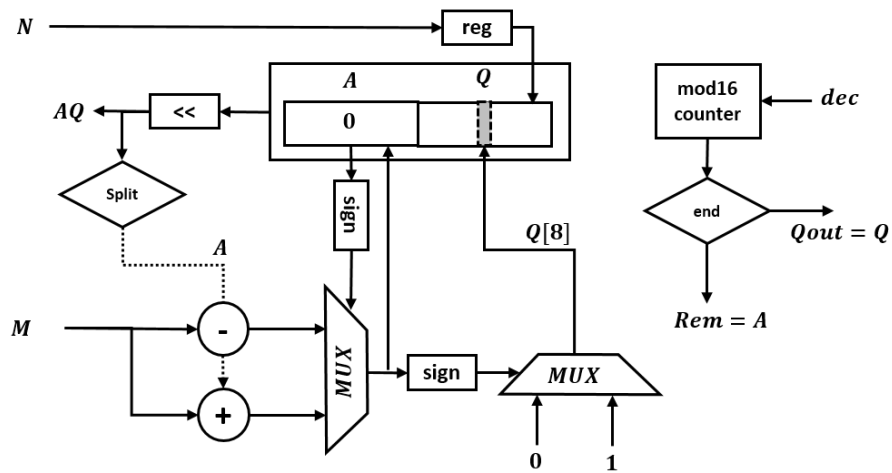 N
reg
A
Q
AQ
<<
0
mod16
counter
dec
Split
sign
end
A
Q[8]
Qout = Q
M
-
Rem = A
MUX
sign
MUX
+
0
1